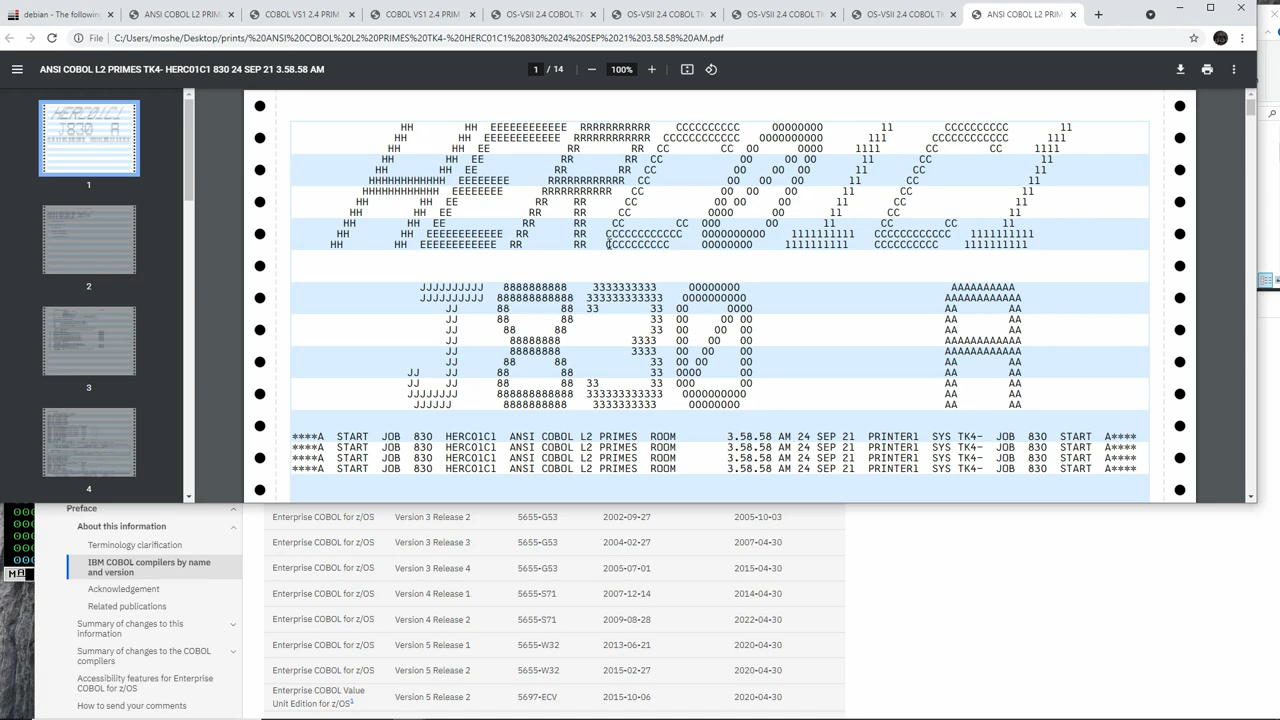 debian - The following
ANSI COBOL L2 PRIME
COBOL VS1 2.4 PRIM
COBOL VS1 2.4 PRIM
OS-VSII 2.4 COBOL
OS-VSII 2.4 COBOL T
OS-VSII 2.4 COBOL TK
OS-VSII 2.4 COBOL TK
ANSI COBOL L2 PRIM
File C:/Users/moshe/Desktop/prints/%20ANSI%20COBOL%20L2%20PRIMES%20TK4-%20HERC01C1%20830%2024%20SEP%2021%203.58.58%20AM.pdf
ANSI COBOL L2 PRIMES TK4- HERC01C1 830 24 SEP 21 3.58.58 AM
1 / 14
100%
HERC01C1
J830 A
1
2
3
4
****A START JOB 830 HERC01C1 ANSI COBOL L2 PRIMES ROOM 3.58.58 AM 24 SEP 21 PRINTER1 SYS TK4- JOB 830 START A****
****A START JOB 830 HERC01C1 ANSI COBOL L2 PRIMES ROOM 3.58.58 AM 24 SEP 21 PRINTER1 SYS TK4- JOB 830 START A****
****A START JOB 830 HERC01C1 ANSI COBOL L2 PRIMES ROOM 3.58.58 AM 24 SEP 21 PRINTER1 SYS TK4- JOB 830 START A****
****A START JOB 830 HERC01C1 ANSI COBOL L2 PRIMES ROOM 3.58.58 AM 24 SEP 21 PRINTER1 SYS TK4- JOB 830 START A****
Preface
About this information
Terminology clarification
IBM COBOL compilers by name
and version
Acknowledgement
Related publications
Summary of changes to this
information
Summary of changes to the COBOL
compilers
Accessibility features for Enterprise
COBOL for z/OS
How to send your comments
Enterprise COBOL for z/OS Version 3 Release 2 5655-G53 2002-09-27 2005-10-03
Enterprise COBOL for z/OS Version 3 Release 3 5655-G53 2004-02-27 2007-04-30
Enterprise COBOL for z/OS Version 3 Release 4 5655-G53 2005-07-01 2015-04-30
Enterprise COBOL for z/OS Version 4 Release 1 5655-S71 2007-12-14 2014-04-30
Enterprise COBOL for z/OS Version 4 Release 2 5655-S71 2009-08-28 2022-04-30
Enterprise COBOL for z/OS Version 5 Release 1 5655-W32 2013-06-21 2020-04-30
Enterprise COBOL for z/OS Version 5 Release 2 5655-W32 2015-02-27 2020-04-30
Enterprise COBOL Value
Unit Edition for z/OS1 Version 5 Release 2 5697-ECV 2015-10-06 2020-04-30